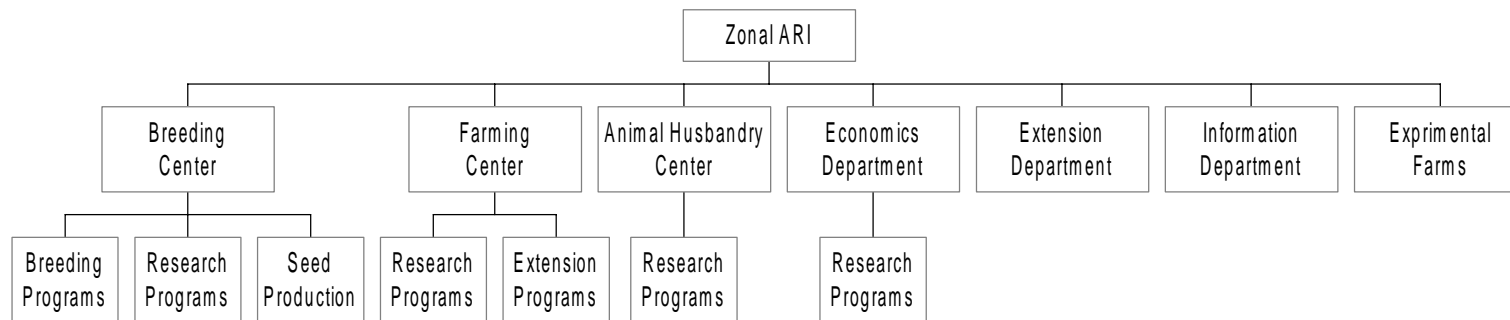 Zonal ARI
Breeding
Center
Farming
Center
Animal Husbandry
Center
Economics
Department
Extension
Department
Information
Department
Exprimental
Farms
Breeding
Programs
Research
Programs
Seed
Production
Research
Programs
Extension
Programs
Research
Programs
Research
Programs